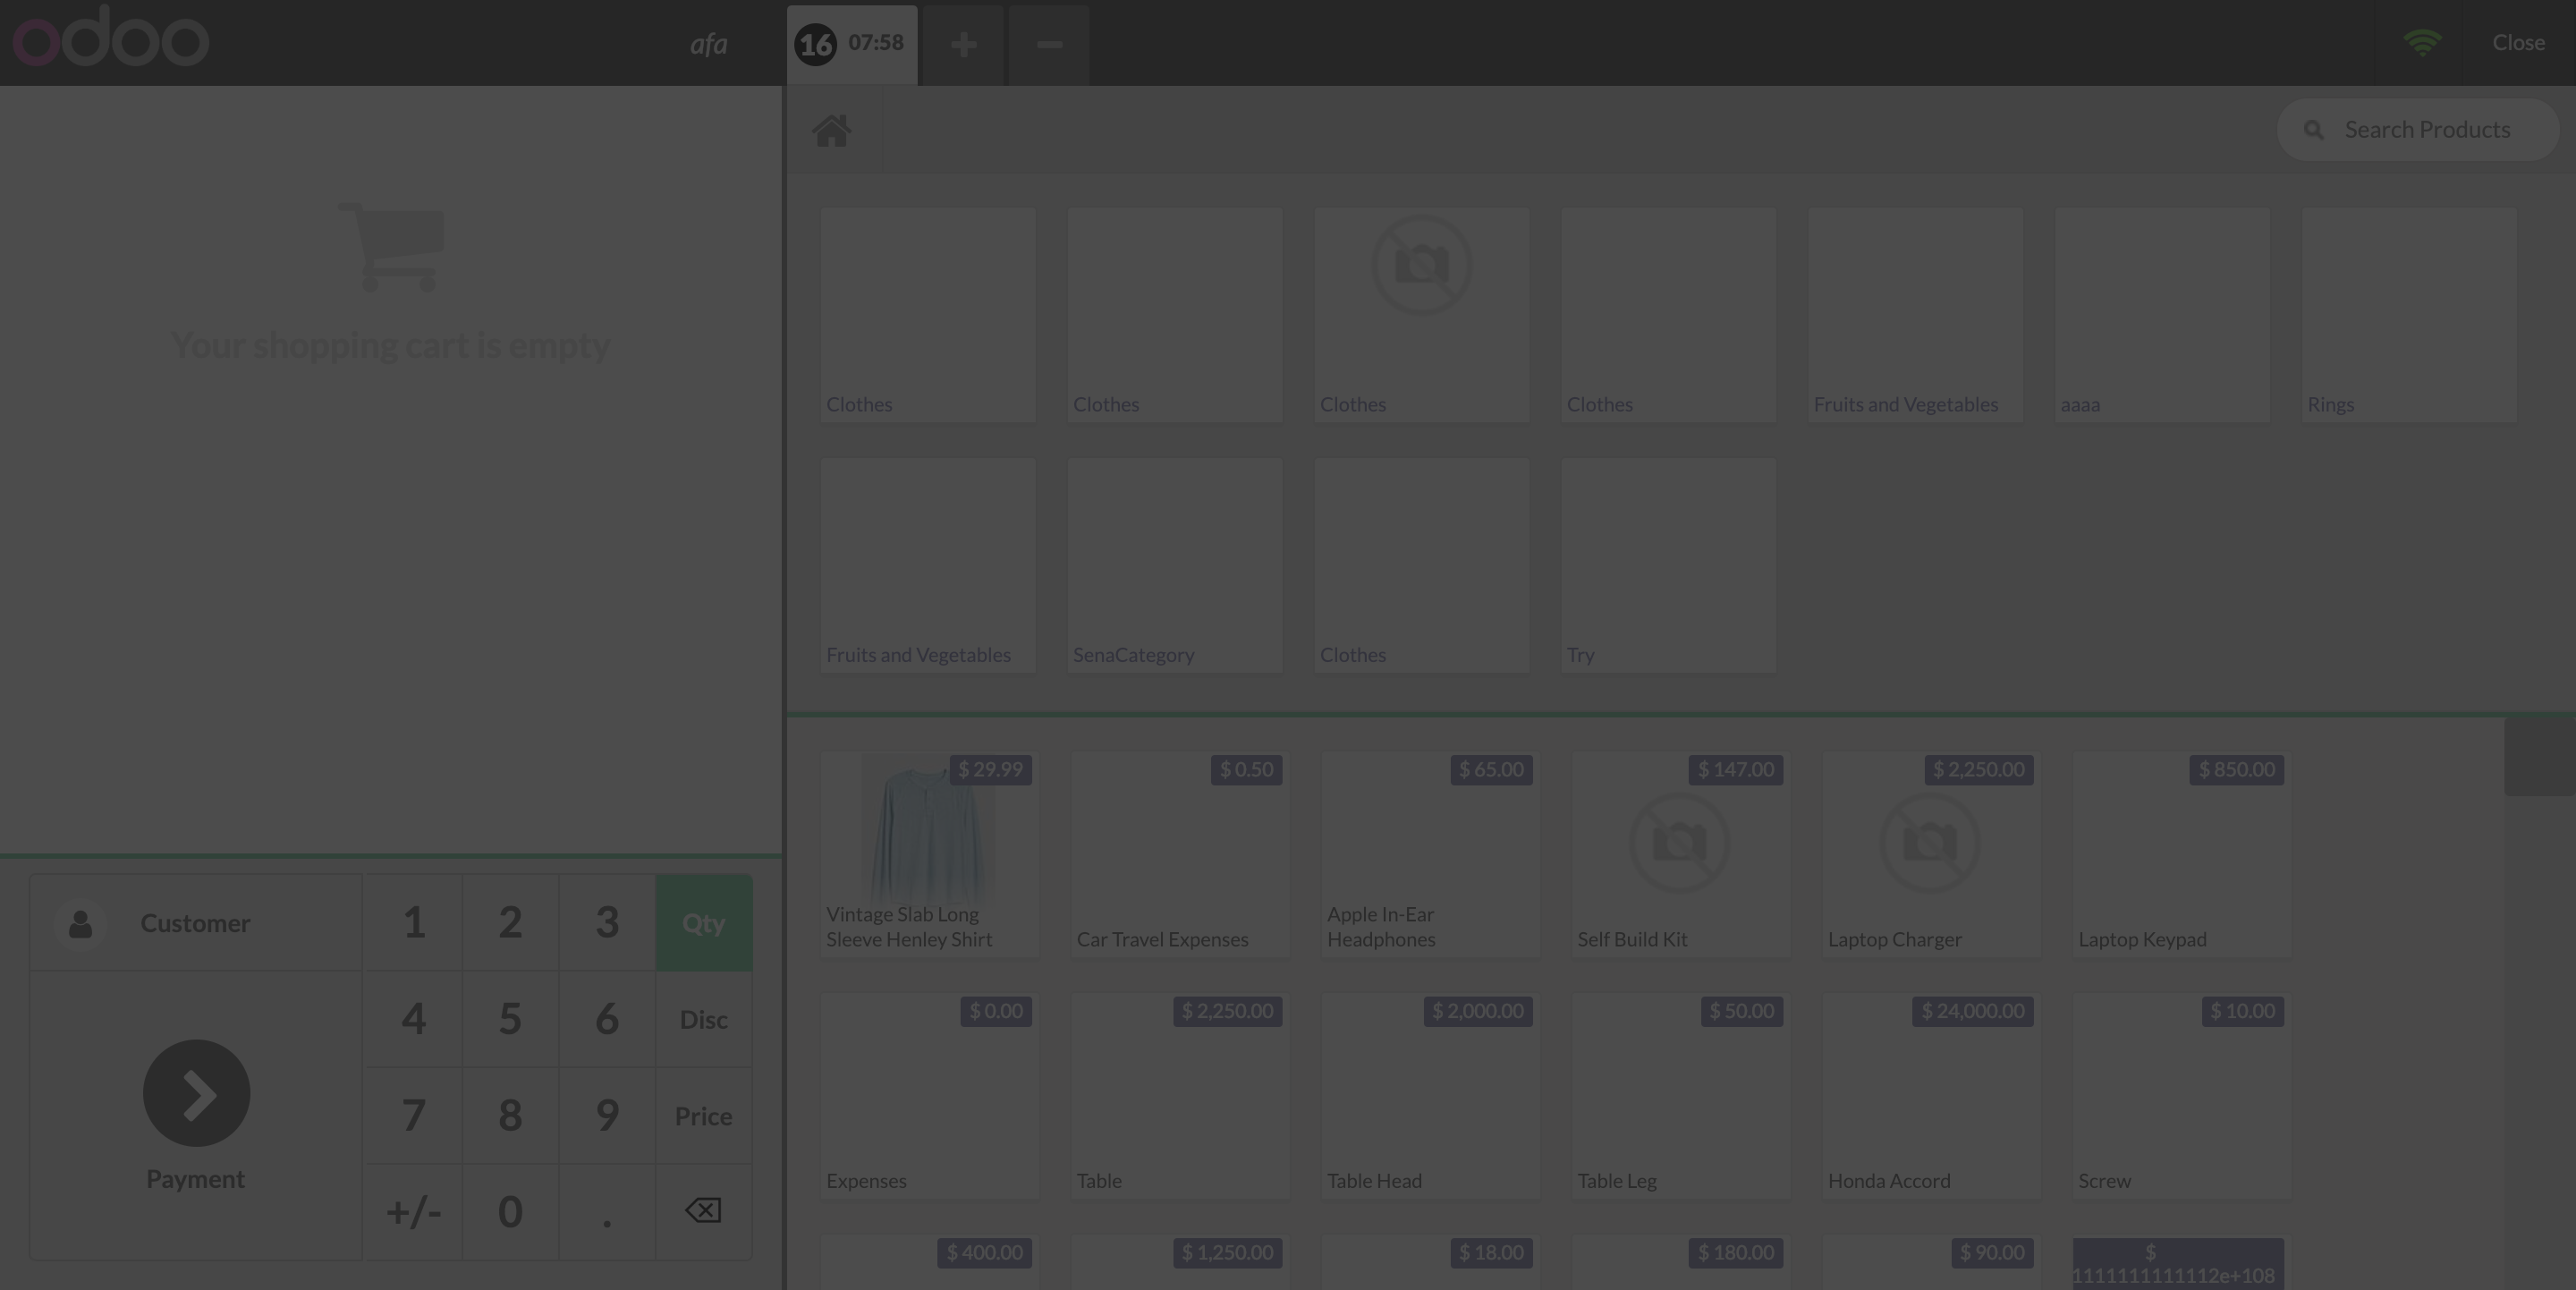 odoo
afa
16 07:58
Close
Search Products
Your shopping cart is empty
Clothes
Clothes
Clothes
Clothes
Fruits and Vegetables
aaaa
Rings
Fruits and Vegetables
SenaCategory
Clothes
Try
$ 29.99
Vintage Slab Long
Sleeve Henley Shirt
$ 0.50
Car Travel Expenses
$ 65.00
Apple In-Ear
Headphones
$ 147.00
Self Build Kit
$ 2,250.00
Laptop Charger
$ 850.00
Laptop Keypad
$ 0.00
Expenses
$ 2,250.00
Table
$ 2,000.00
Table Head
$ 50.00
Table Leg
$ 24,000.00
Honda Accord
$ 10.00
Screw
$ 400.00
$ 1,250.00
$ 18.00
$ 180.00
$ 90.00
$
1111111111112e+108
Customer
Payment
1 2 3 Qty
4 5 6 Disc
7 8 9 Price
+/- 0 .